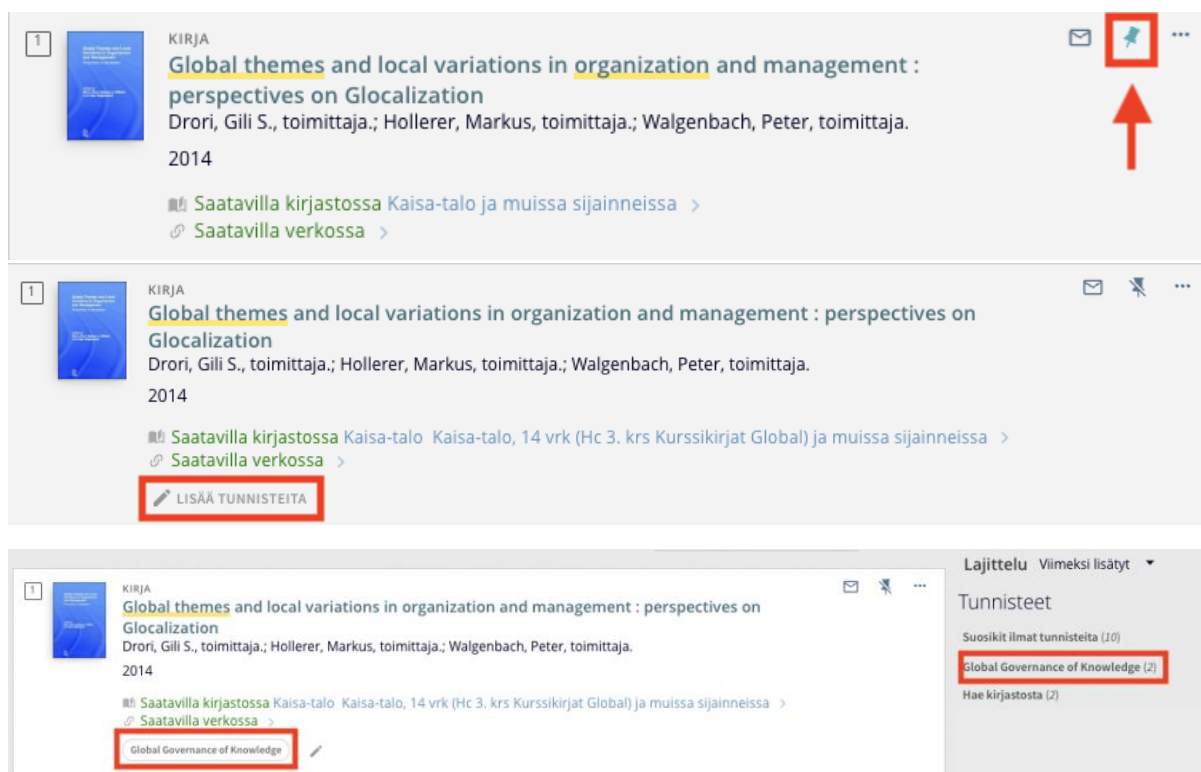 1
KIRJA
Global themes and local variations in organization and management :
perspectives on Glocalization
Drori, Gili S., toimittaja.; Hollerer, Markus, toimittaja.; Walgenbach, Peter, toimittaja.
2014
Saatavilla kirjastossa Kaisa-talo ja muissa sijainneissa >
Saatavilla verkossa >
1
KIRJA
Global themes and local variations in organization and management : perspectives on
Glocalization
Drori, Gili S., toimittaja.; Hollerer, Markus, toimittaja.; Walgenbach, Peter, toimittaja.
2014
Saatavilla kirjastossa Kaisa-talo Kaisa-talo, 14 vrk (Hc 3. krs Kurssikirjat Global) ja muissa sijainneissa >
Saatavilla verkossa >
LISÄÄ TUNNISTEITA
1
KIRJA
Global themes and local variations in organization and management : perspectives on
Glocalization
Drori, Gili S., toimittaja.; Hollerer, Markus, toimittaja.; Walgenbach, Peter, toimittaja.
2014
Saatavilla kirjastossa Kaisa-talo Kaisa-talo, 14 vrk (Hc 3. krs Kurssikirjat Global) ja muissa sijainneissa >
Saatavilla verkossa >
Global Governance of Knowledge
Lajittelu Viimeksi lisätyt
Tunnisteet
Suosikit ilmat tunnisteita (10)
Global Governance of Knowledge (2)
Hae kirjastosta (2)